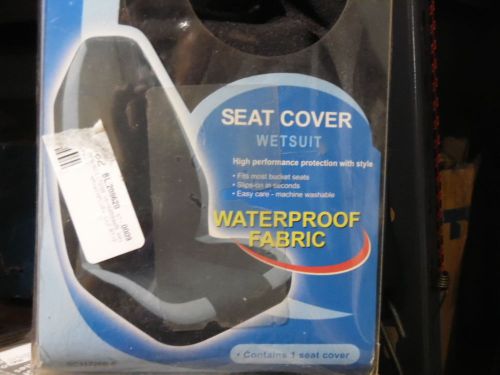 SEAT COVER
WETSUIT
High performance protection with style
• Fits most bucket seats
• Slips-on in seconds
• Easy care - machine washable
WATERPROOF
FABRIC
• Contains 1 seat cover